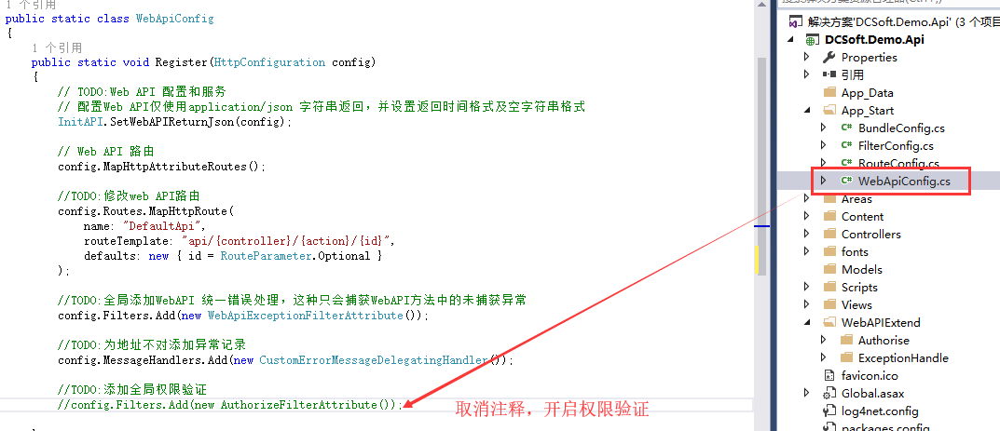 1 个引用
public static class WebApiConfig
{
1 个引用
public static void Register(HttpConfiguration config)
{
// TODO:Web API 配置和服务
// 配置Web API仅使用application/json 字符串返回，并设置返回时间格式及空字符串格式
InitAPI.SetWebAPIReturnJson(config);
// Web API 路由
config.MapHttpAttributeRoutes();
//TODO:修改web API路由
config.Routes.MapHttpRoute(
name: "DefaultApi",
routeTemplate: "api/{controller}/{action}/{id}",
defaults: new { id = RouteParameter.Optional }
);
//TODO:全局添加WebAPI 统一错误处理，这种只会捕获WebAPI方法中的未捕获异常
config.Filters.Add(new WebApiExceptionFilterAttribute());
//TODO:为地址不对添加异常记录
config.MessageHandlers.Add(new CustomErrorMessageDelegatingHandler());
//TODO:添加全局权限验证
//config.Filters.Add(new AuthorizeFilterAttribute());
取消注释，开启权限验证
解决方案'DCSoft.Demo.Api' (3 个项目
DCSoft.Demo.Api
Properties
引用
App_Data
App_Start
C# BundleConfig.cs
C# FilterConfig.cs
C# RouteConfig.cs
C# WebApiConfig.cs
Areas
Content
Controllers
fonts
Models
Scripts
Views
WebAPIExtend
Authorise
ExceptionHandle
favicon.ico
Global.asax
log4net.config
packages.config